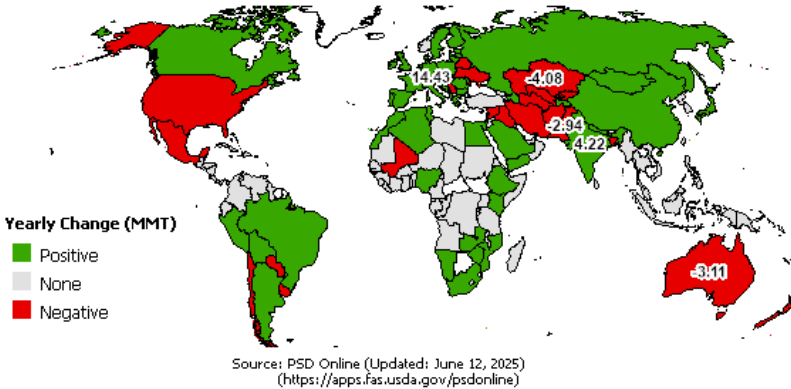 14.43
-4.08
-2.94
4.22
Yearly Change (MMT)
Positive
None
Negative
-3.11
Source: PSD Online (Updated: June 12, 2025)
(https://apps.fas.usda.gov/psdonline)